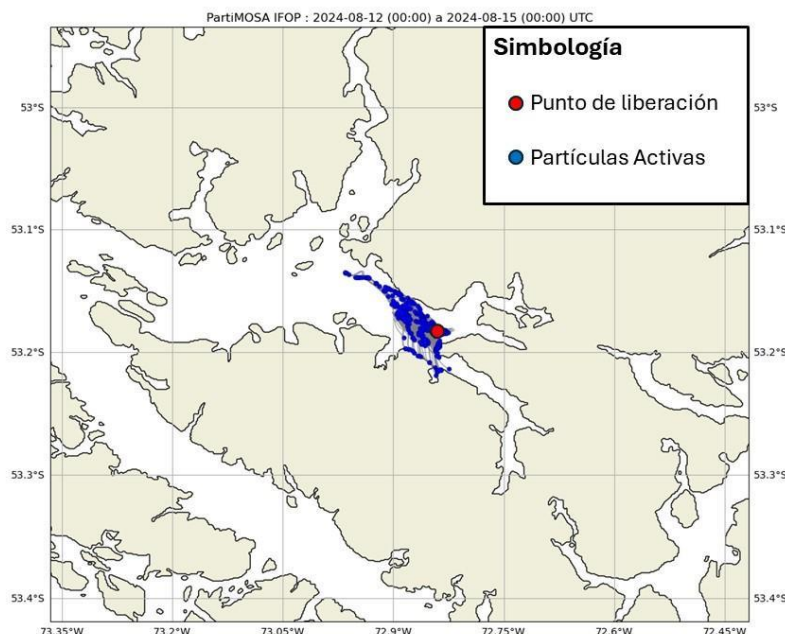 PartiMOSA IFOP : 2024-08-12 (00:00) a 2024-08-15 (00:00) UTC
Simbología
Punto de liberación
Partículas Activas
53°S
53°S
53.1°S
53.1°S
53.2°S
53.2°S
53.3°S
53.3°S
53.4°S
53.4°S
73.35°W
73.2°W
73.05°W
72.9°W
72.75°W
72.6°W
72.45°W